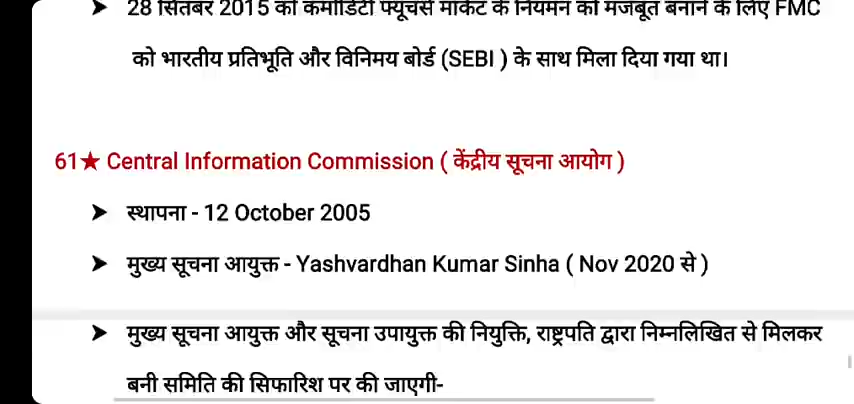 ➤ 28 सितंबर 2015 को कमोडिटी फ्यूचर्स मार्केट के नियमन को मजबूत बनाने के लिए FMC
को भारतीय प्रतिभूति और विनिमय बोर्ड (SEBI ) के साथ मिला दिया गया था।
61★ Central Information Commission ( केंद्रीय सूचना आयोग )
➤ स्थापना - 12 October 2005
➤ मुख्य सूचना आयुक्त - Yashvardhan Kumar Sinha ( Nov 2020 से )
➤ मुख्य सूचना आयुक्त और सूचना उपायुक्त की नियुक्ति, राष्ट्रपति द्वारा निम्नलिखित से मिलकर
बनी समिति की सिफारिश पर की जाएगी-